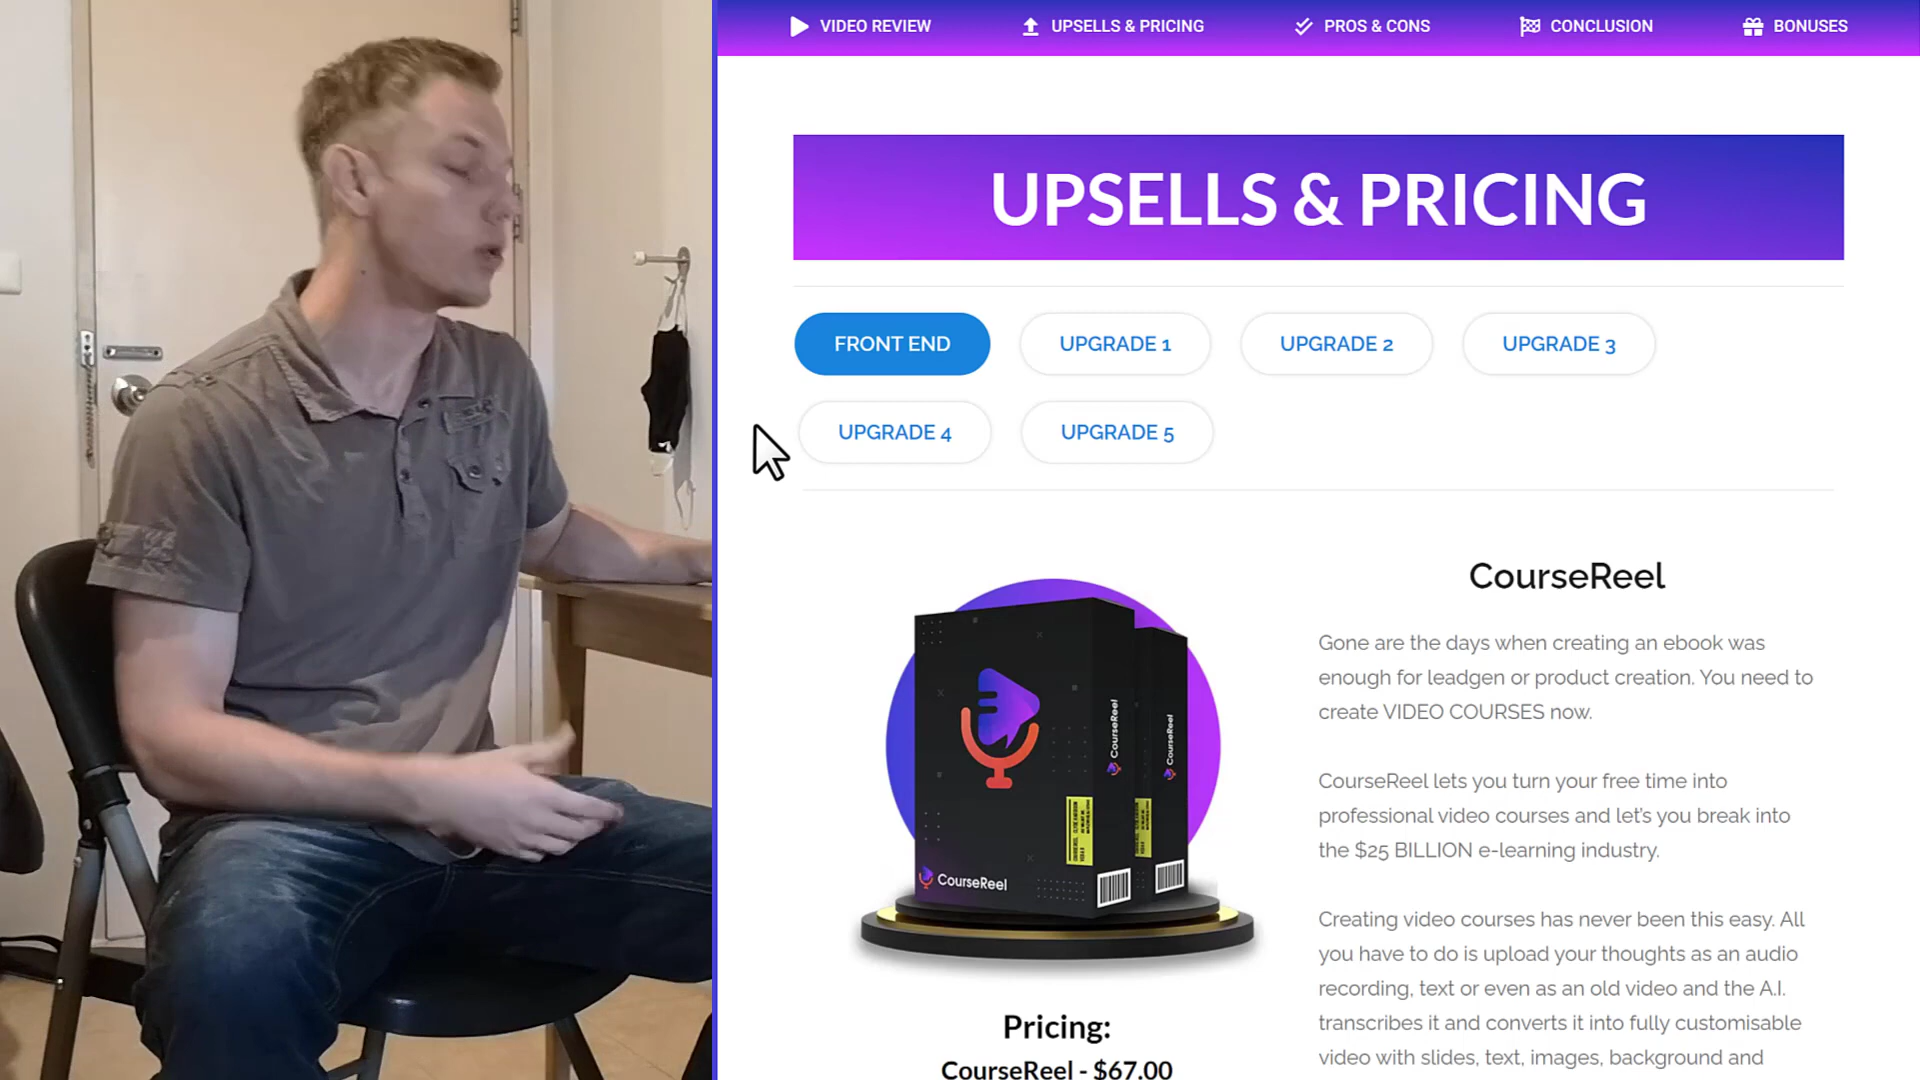 VIDEO REVIEW
UPSELLS & PRICING
PROS & CONS
CONCLUSION
BONUSES
UPSELLS & PRICING
FRONT END
UPGRADE 1
UPGRADE 2
UPGRADE 3
UPGRADE 4
UPGRADE 5
CourseReel
CourseReel
CourseReel
Pricing:
CourseReel - $67.00
CourseReel
Gone are the days when creating an ebook was
enough for leadgen or product creation. You need to
create VIDEO COURSES now.
CourseReel lets you turn your free time into
professional video courses and let's you break into
the $25 BILLION e-learning industry.
Creating video courses has never been this easy. All
you have to do is upload your thoughts as an audio
recording, text or even as an old video and the A.I.
transcribes it and converts it into fully customisable
video with slides, text, images, background and